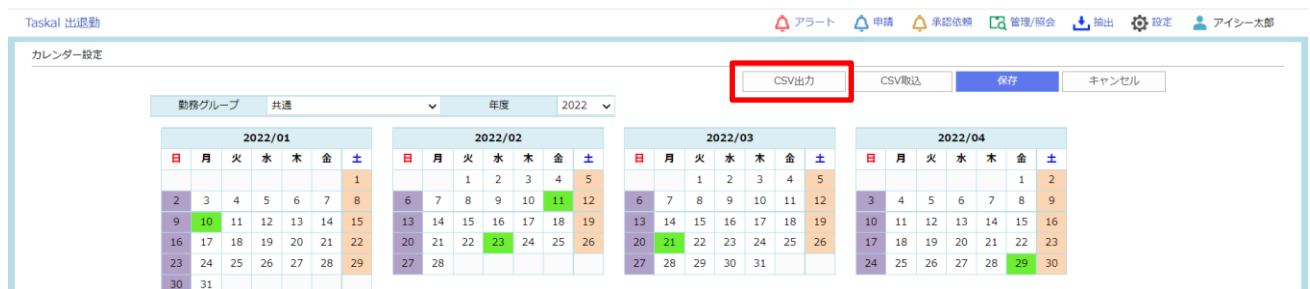 Taskal 出退勤 アラート 申請 承認依頼 管理/照会 抽出 設定 アイシー太郎
カレンダー設定
CSV出力 CSV取込 保存 キャンセル
勤務グループ 共通 年度 2022
2022/01 2022/02 2022/03 2022/04
日 月 火 水 木 金 土 日 月 火 水 木 金 土 日 月 火 水 木 金 土 日 月 火 水 木 金 土
1 1 2 3 4 5 1 2 3 4 5 1 2
2 3 4 5 6 7 8 6 7 8 9 10 11 12 6 7 8 9 10 11 12 3 4 5 6 7 8 9
9 10 11 12 13 14 15 13 14 15 16 17 18 19 13 14 15 16 17 18 19 10 11 12 13 14 15 16
16 17 18 19 20 21 22 20 21 22 23 24 25 26 20 21 22 23 24 25 26 17 18 19 20 21 22 23
23 24 25 26 27 28 29 27 28 27 28 29 30 31 24 25 26 27 28 29 30
30 31